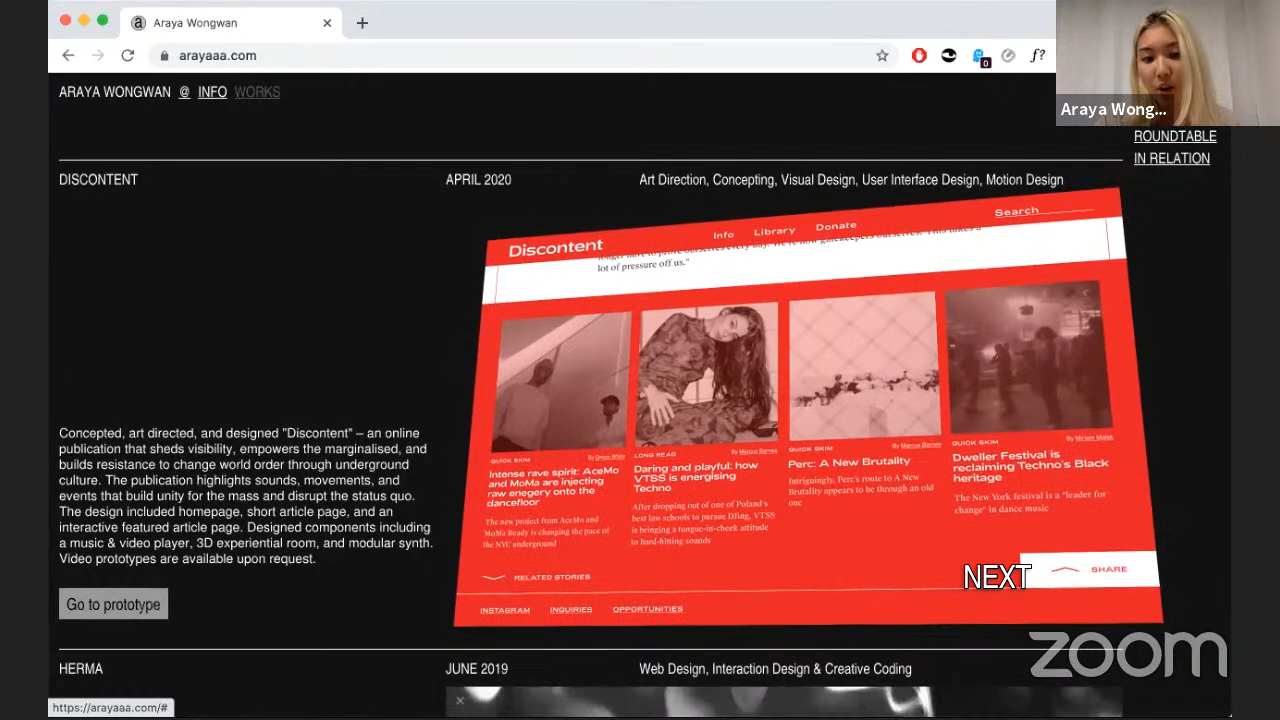 Araya Wongwan
arayaaa.com
0
f?
Araya Wong...
ARAYA WONGWAN @ INFO WORKS
ROUNDTABLE
IN RELATION
DISCONTENT
APRIL 2020
Art Direction, Concepting, Visual Design, User Interface Design, Motion Design
Discontent
Info Library Donate
Search
lot of pressure off us."
QUICK SKIM
Intense rave spirit: AceMo
and MoMa are injecting
raw enegery onto the
dancefloor
The new project from AceMo and
MoMa Ready is changing the pace of
the NYC underground
LONG READ
By Marcus Barnes
Daring and playful: how
VTSS is energising
Techno
After dropping out of one of Poland's
best law schools to pursue DJing, VTSS
is bringing a tongue-in-cheek attitude
to hard-hitting sounds
QUICK SKIM
By Marcus Barnes
Perc: A New Brutality
Intriguingly, Perc's route to A New
Brutality appears to be through an old
one
QUICK SKIM
By Miriam Malek
Dweller Festival is
reclaiming Techno's Black
heritage
The New York festival is a "leader for
change" in dance music
RELATED STORIES
NEXT
SHARE
INSTAGRAM INQUIRIES OPPORTUNITIES
Concepted, art directed, and designed "Discontent" – an online
publication that sheds visibility, empowers the marginalised, and
builds resistance to change world order through underground
culture. The publication highlights sounds, movements, and
events that build unity for the mass and disrupt the status quo.
The design included homepage, short article page, and an
interactive featured article page. Designed components including
a music & video player, 3D experiential room, and modular synth.
Video prototypes are available upon request.
Go to prototype
HERMA
JUNE 2019
Web Design, Interaction Design & Creative Coding
zoom
https://arayaaa.com/#